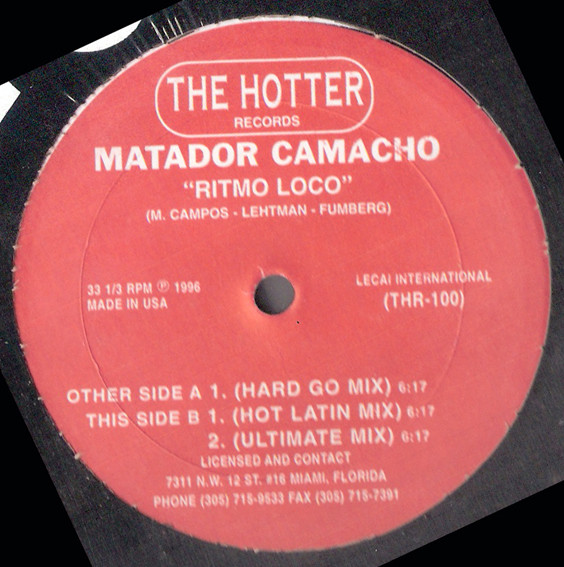 THE HOTTER
RECORDS
MATADOR CAMACHO
“RITMO LOCO”
(M. CAMPOS - LEHTMAN - FUMBERG)
33 1/3 RPM ℗ 1996
MADE IN USA
LECAI INTERNATIONAL
(THR-100)
OTHER SIDE A 1. (HARD GO MIX) 6:17
THIS SIDE B 1. (HOT LATIN MIX) 6:17
2. (ULTIMATE MIX) 6:17
LICENSED AND CONTACT
7311 N.W. 12 ST. #16 MIAMI, FLORIDA
PHONE (305) 715-9533 FAX (305) 715-7391